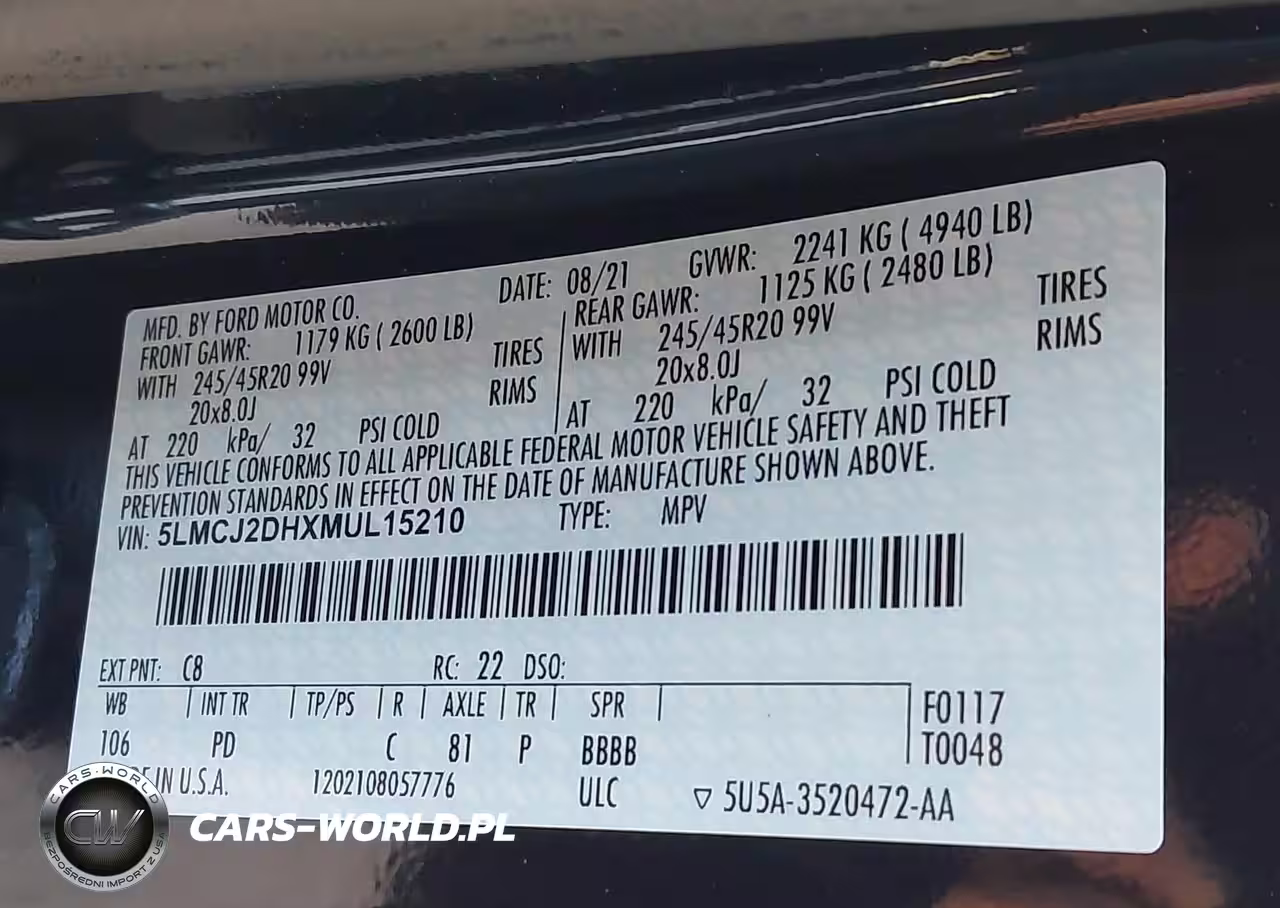 MFD. BY FORD MOTOR CO. DATE: 08/21 GVWR: 2241 KG ( 4940 LB)
FRONT GAWR: 1179 KG ( 2600 LB) REAR GAWR: 1125 KG ( 2480 LB)
WITH 245/45R20 99V TIRES WITH 245/45R20 99V TIRES
20x8.0J RIMS 20x8.0J RIMS
AT 220 kPa/ 32 PSI COLD AT 220 kPa/ 32 PSI COLD
THIS VEHICLE CONFORMS TO ALL APPLICABLE FEDERAL MOTOR VEHICLE SAFETY AND THEFT
PREVENTION STANDARDS IN EFFECT ON THE DATE OF MANUFACTURE SHOWN ABOVE.
VIN: 5LMCJ2DHXMUL15210 TYPE: MPV
EXT PNT: C8 RC: 22 DSO:
WB INT TR TP/PS R AXLE TR SPR F0117
106 PD C 81 P BBBB T0048
IN U.S.A. 1202108057776 ULC 5U5A-3520472-AA
CARS-WORLD
CW
BEZPOŚREDNI IMPORT Z USA
CARS-WORLD.PL